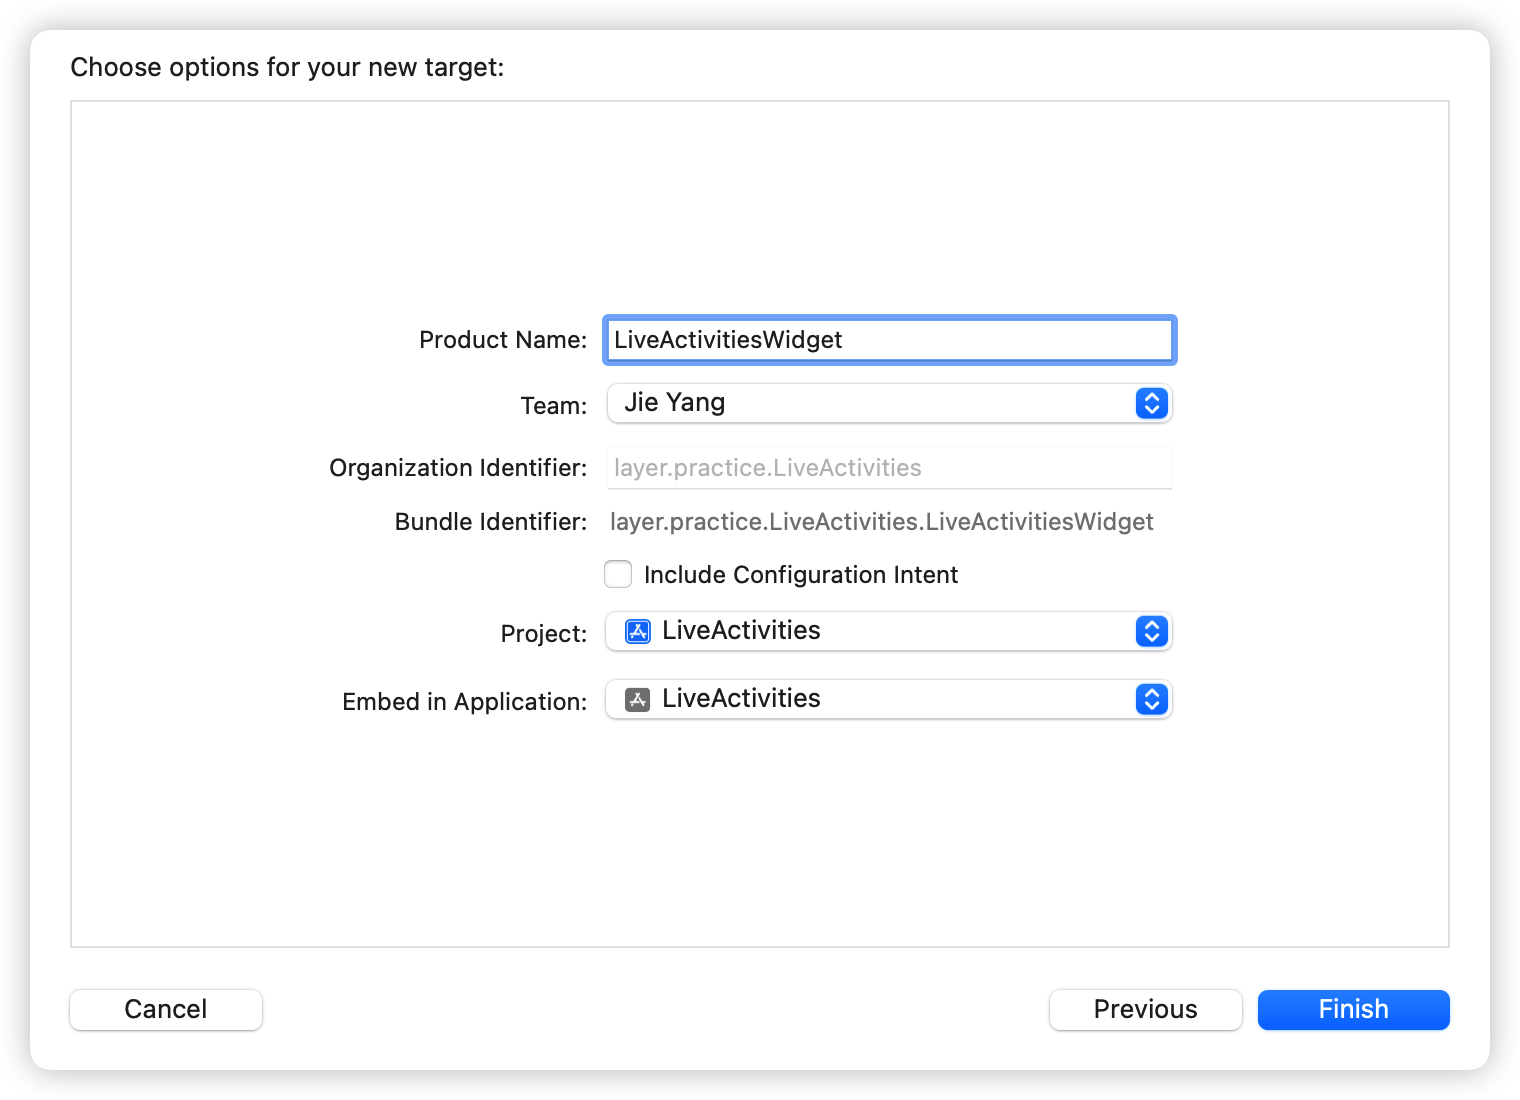 Choose options for your new target:
Product Name: LiveActivitiesWidget
Team: Jie Yang
Organization Identifier: layer.practice.LiveActivities
Bundle Identifier: layer.practice.LiveActivities.LiveActivitiesWidget
Include Configuration Intent
Project: LiveActivities
Embed in Application: LiveActivities
Cancel Previous Finish